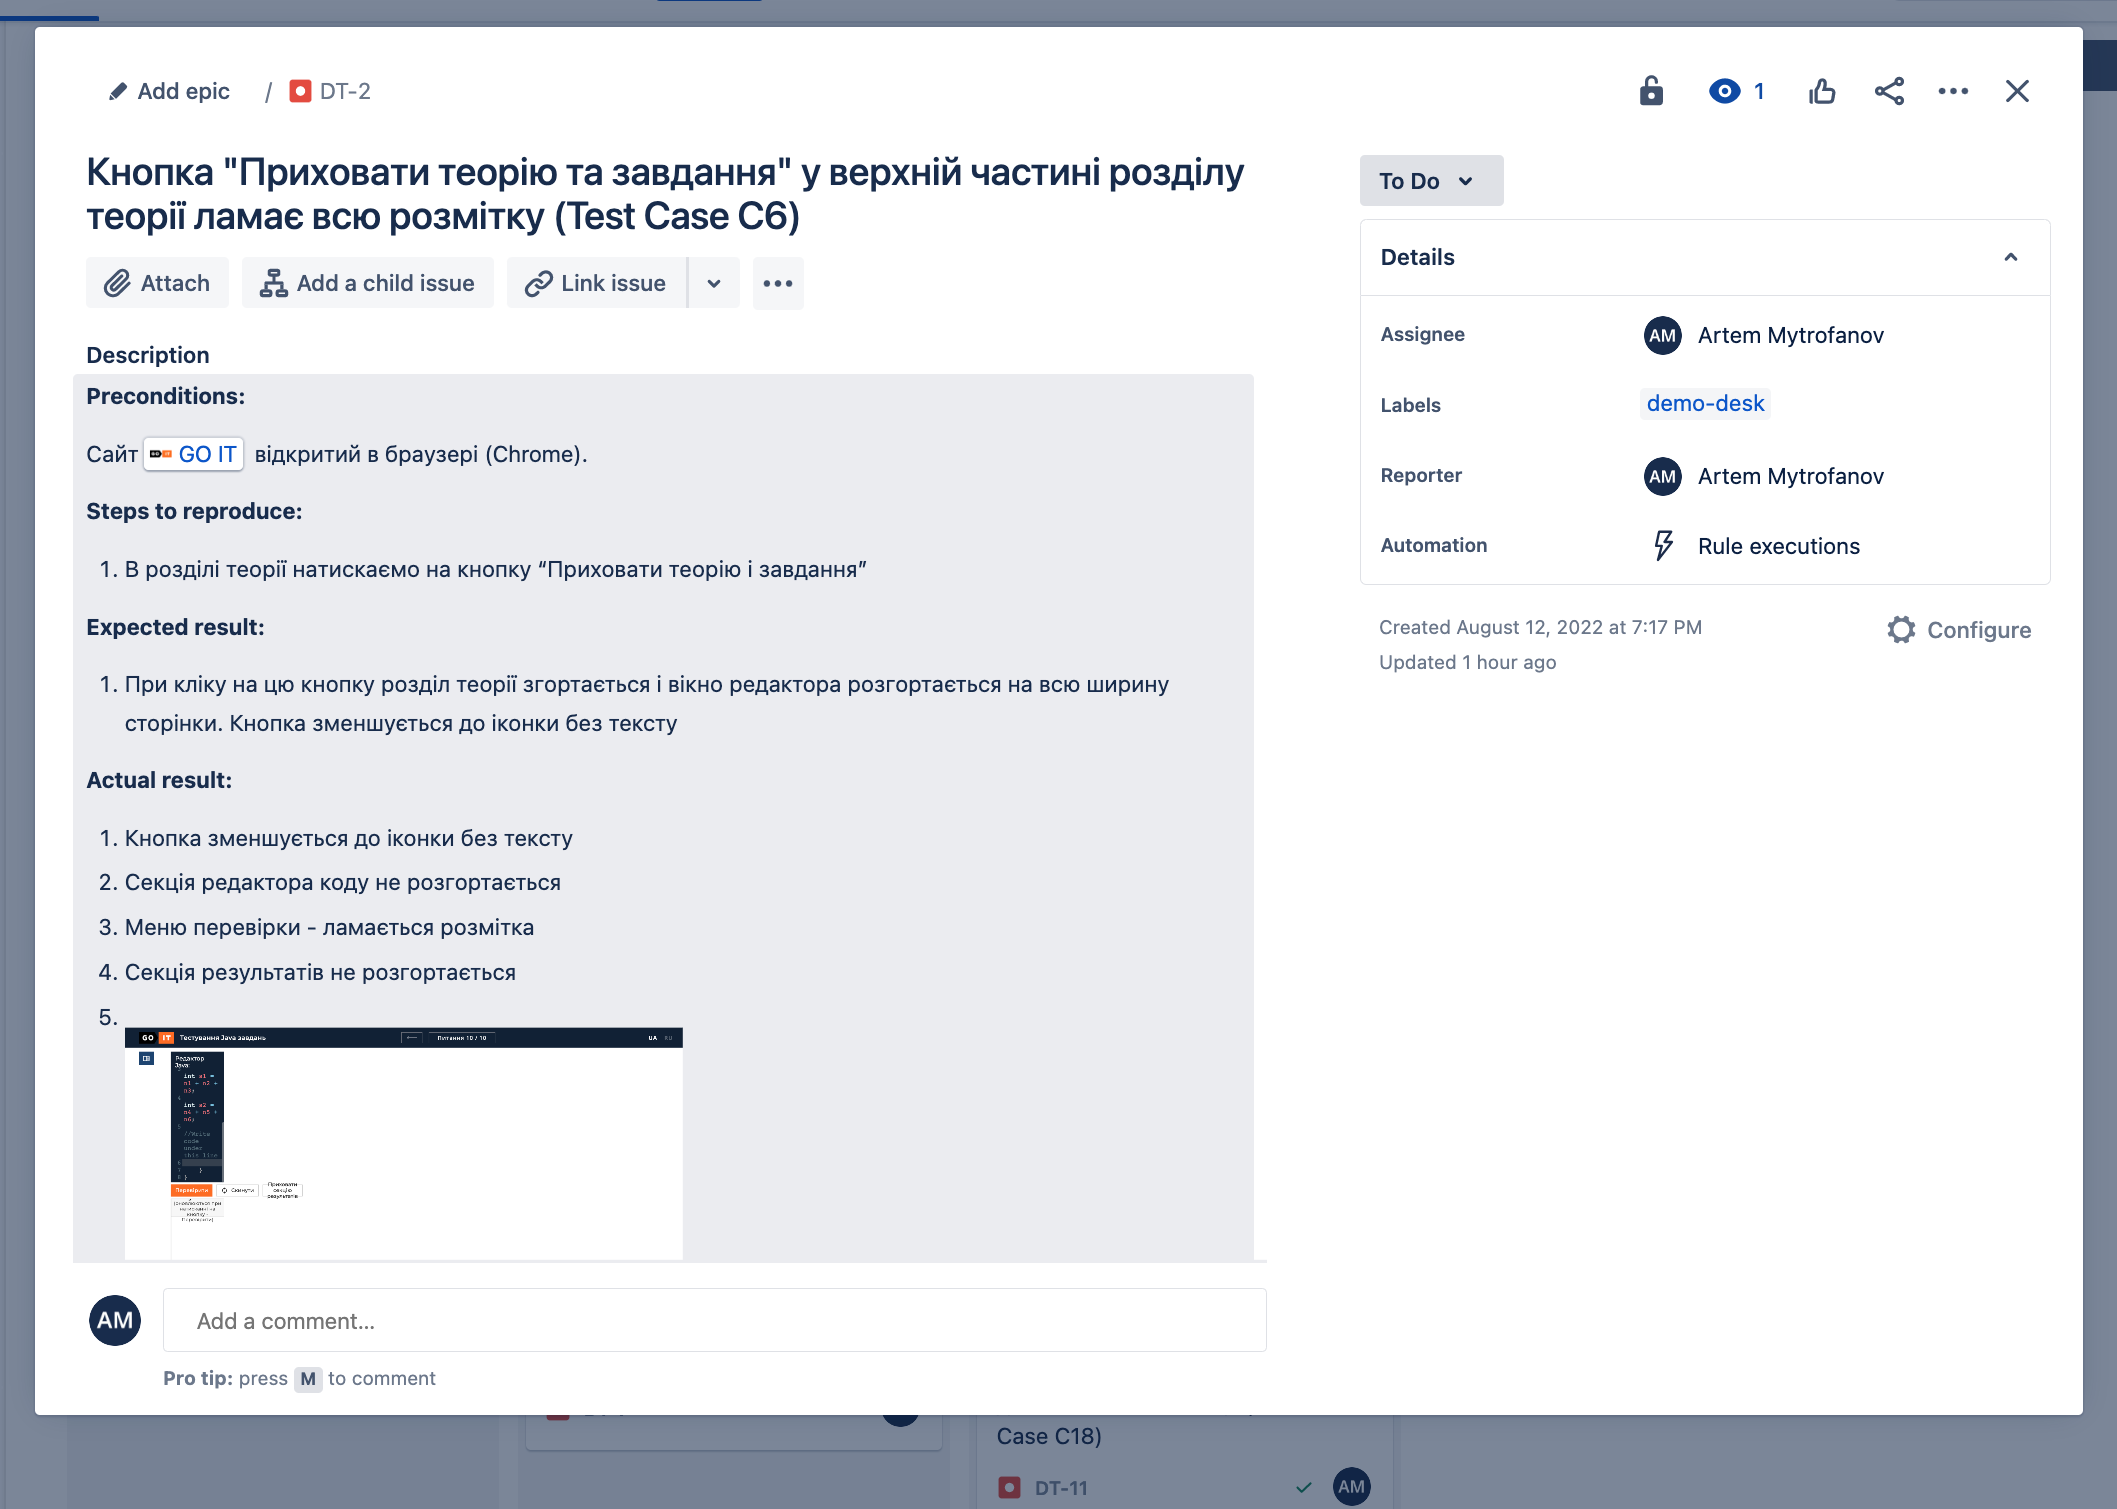 Add epic / DT-2
1
Кнопка "Приховати теорію та завдання" у верхній частині розділу
теорії ламає всю розмітку (Test Case C6)
Attach
Add a child issue
Link issue
Description
Preconditions:
Сайт GO IT відкритий в браузері (Chrome).
Steps to reproduce:
1. В розділі теорії натискаємо на кнопку “Приховати теорію і завдання”
Expected result:
1. При кліку на цю кнопку розділ теорії згортається і вікно редактора розгортається на всю ширину
сторінки. Кнопка зменшується до іконки без тексту
Actual result:
1. Кнопка зменшується до іконки без тексту
2. Секція редактора коду не розгортається
3. Меню перевірки - ламається розмітка
4. Секція результатів не розгортається
5.
GO IT Тестування Java завдань
Питання 10 / 10
UA RU
Редактор
Java:
int s1 =
n1 + n2 +
n3;
4
int s2 =
n4 + n5 +
n6;
5
//Write
code
under
this line
6
7 }
8 }
Перевірити
Скинути
Приховати
секцію
результатів
AM
Add a comment...
Pro tip: press M to comment
To Do
Details
Assignee
AM Artem Mytrofanov
Labels
demo-desk
Reporter
AM Artem Mytrofanov
Automation
Rule executions
Created August 12, 2022 at 7:17 PM
Updated 1 hour ago
Configure
Case C18)
DT-11
AM